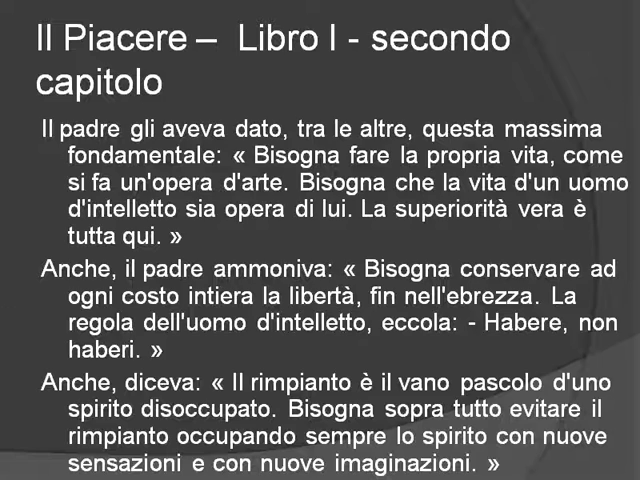 Il Piacere – Libro I - secondo
capitolo
Il padre gli aveva dato, tra le altre, questa massima
fondamentale: « Bisogna fare la propria vita, come
si fa un'opera d'arte. Bisogna che la vita d'un uomo
d'intelletto sia opera di lui. La superiorità vera è
tutta qui. »
Anche, il padre ammoniva: « Bisogna conservare ad
ogni costo intiera la libertà, fin nell'ebrezza. La
regola dell'uomo d'intelletto, eccola: - Habere, non
haberi. »
Anche, diceva: « Il rimpianto è il vano pascolo d'uno
spirito disoccupato. Bisogna sopra tutto evitare il
rimpianto occupando sempre lo spirito con nuove
sensazioni e con nuove imaginazioni. »